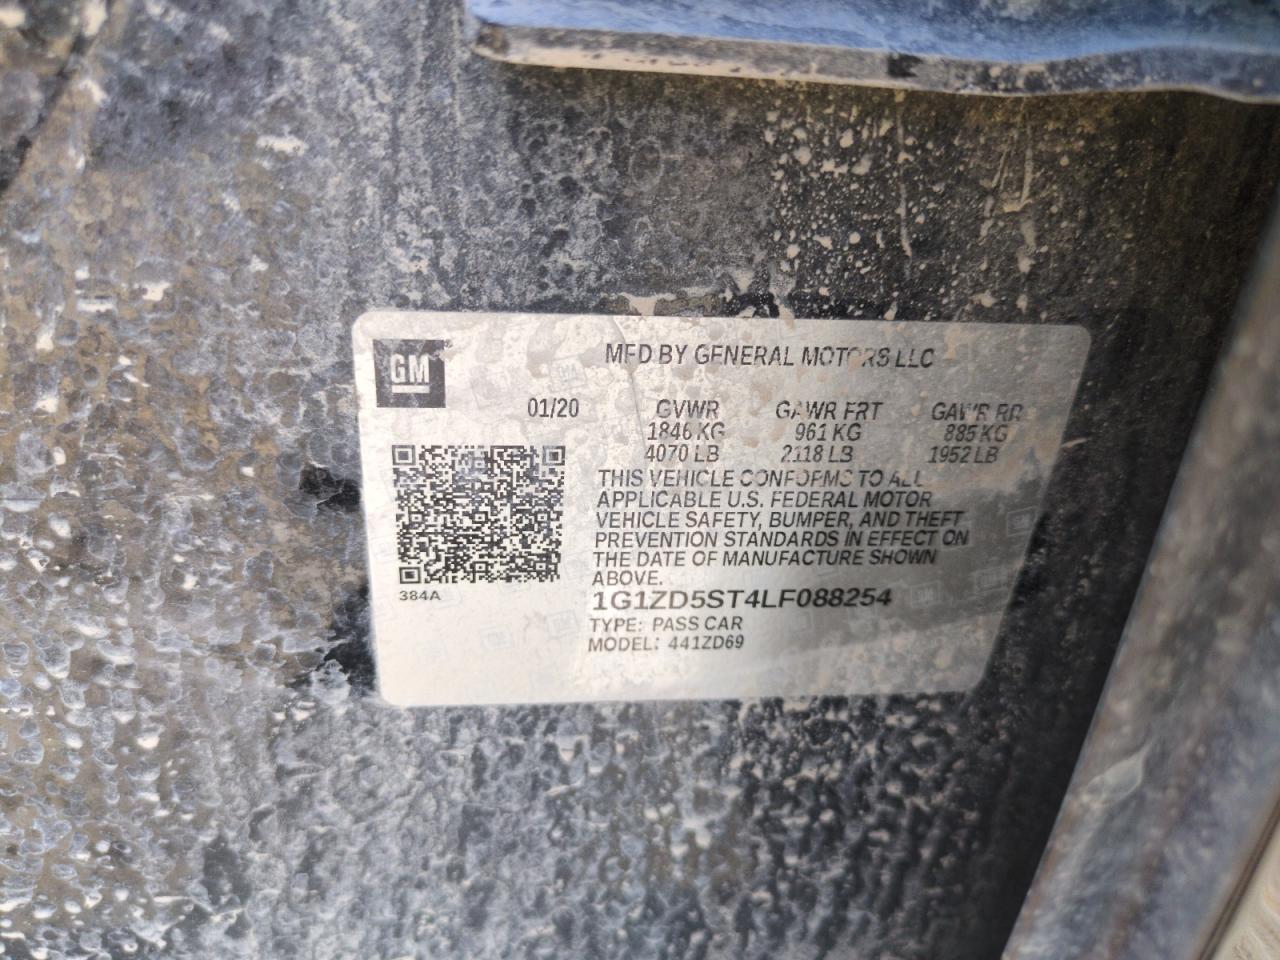 GM
MFD BY GENERAL MOTORS LLC
01/20 GVWR GAWR FRT GAWR RR
1846 KG 961 KG 885 KG
4070 LB 2118 LB 1952 LB
THIS VEHICLE CONFORMS TO ALL
APPLICABLE U.S. FEDERAL MOTOR
VEHICLE SAFETY, BUMPER, AND THEFT
PREVENTION STANDARDS IN EFFECT ON
THE DATE OF MANUFACTURE SHOWN
ABOVE.
384A
1G1ZD5ST4LF088254
TYPE: PASS CAR
MODEL: 441ZD69